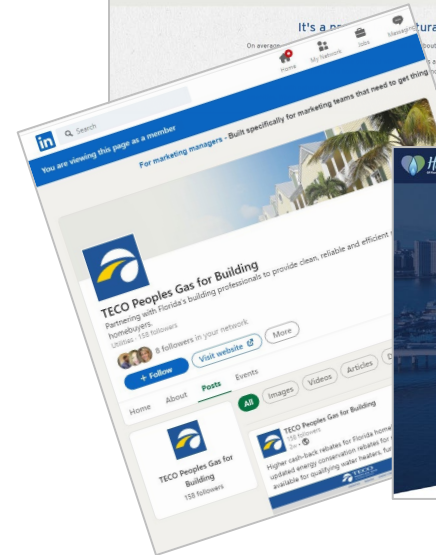 It's a
On average
in
Search
Home
My Network
Jobs
Messaging
You are viewing this page as a member
For marketing managers - Built specifically for marketing teams that need to get thing
TECO Peoples Gas for Building
Partnering with Florida's building professionals to provide clean, reliable and efficient
homebuyers.
Utilities · 158 followers
8 followers in your network
+ Follow
Visit website
More
Home
About
Posts
Events
All
Images
Videos
Articles
D
TECO Peoples Gas for
Building
158 followers
TECO Peoples Gas for Building
158 followers
2w
Higher cash-back rebates for Florida home
updated energy conservation rebates for
available for qualifying water heaters, fur
TECO